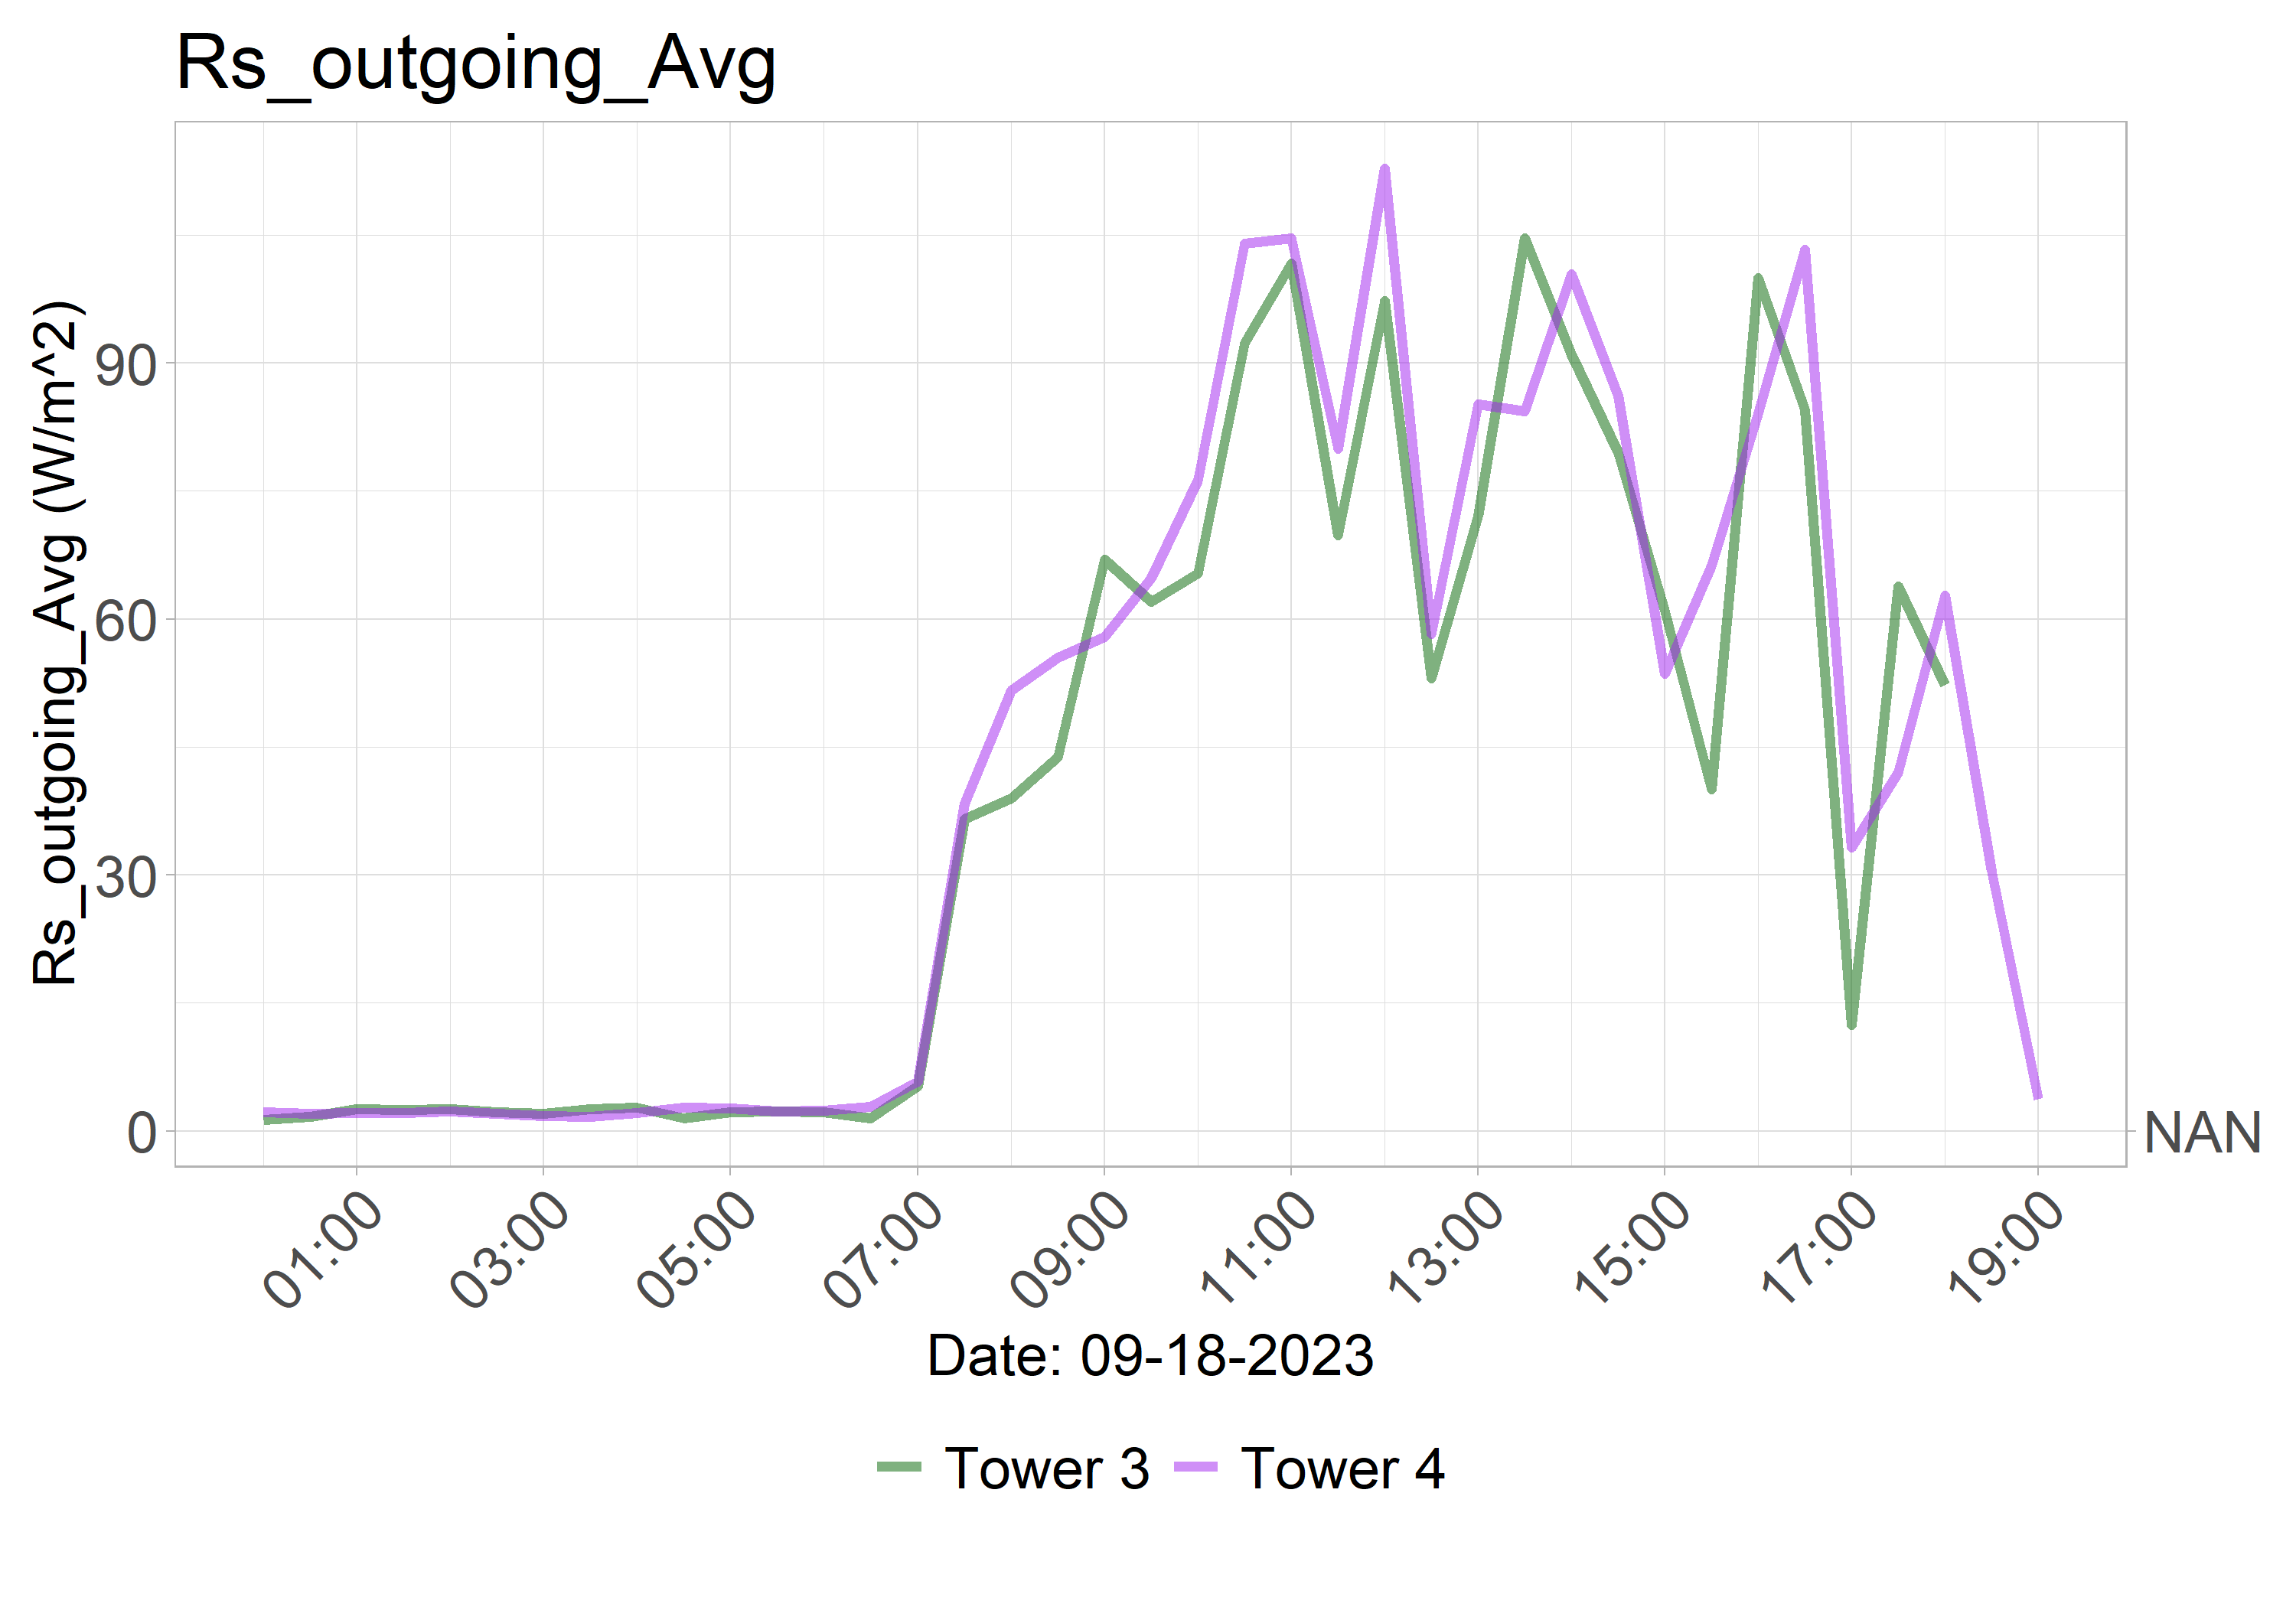 Rs_outgoing_Avg
Rs_outgoing_Avg (W/m^2)
90
60
30
0
NAN
01:00
03:00
05:00
07:00
09:00
11:00
13:00
15:00
17:00
19:00
Date: 09-18-2023
Tower 3
Tower 4